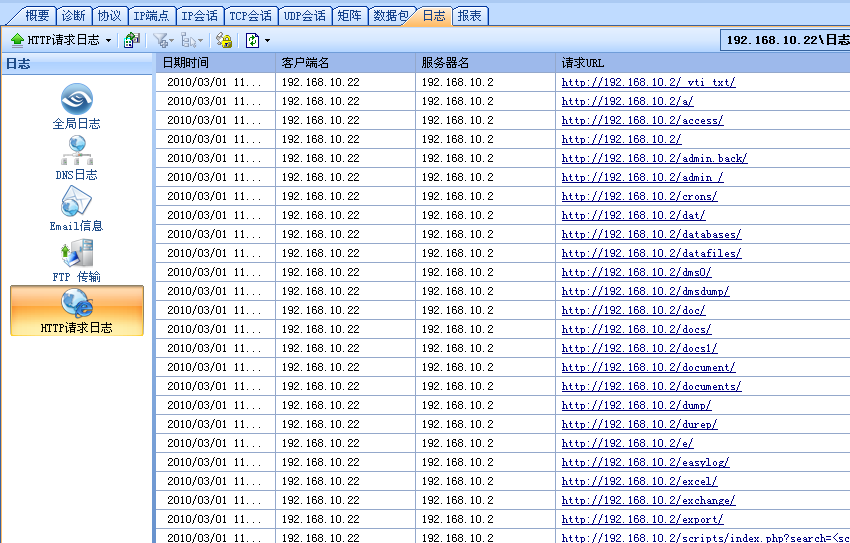 概要 诊断 协议 IP端点 IP会话 TCP会话 UDP会话 矩阵 数据包 日志 报表
HTTP请求日志 192.168.10.22\日志
日志
全局日志
DNS日志
Email信息
FTP 传输
HTTP请求日志
日期时间 客户端名 服务器名 请求URL
2010/03/01 11... 192.168.10.22 192.168.10.2 http://192.168.10.2/_vti_txt/
2010/03/01 11... 192.168.10.22 192.168.10.2 http://192.168.10.2/a/
2010/03/01 11... 192.168.10.22 192.168.10.2 http://192.168.10.2/access/
2010/03/01 11... 192.168.10.22 192.168.10.2 http://192.168.10.2/
2010/03/01 11... 192.168.10.22 192.168.10.2 http://192.168.10.2/admin.back/
2010/03/01 11... 192.168.10.22 192.168.10.2 http://192.168.10.2/admin_/
2010/03/01 11... 192.168.10.22 192.168.10.2 http://192.168.10.2/crons/
2010/03/01 11... 192.168.10.22 192.168.10.2 http://192.168.10.2/dat/
2010/03/01 11... 192.168.10.22 192.168.10.2 http://192.168.10.2/databases/
2010/03/01 11... 192.168.10.22 192.168.10.2 http://192.168.10.2/datafiles/
2010/03/01 11... 192.168.10.22 192.168.10.2 http://192.168.10.2/dms0/
2010/03/01 11... 192.168.10.22 192.168.10.2 http://192.168.10.2/dmsdump/
2010/03/01 11... 192.168.10.22 192.168.10.2 http://192.168.10.2/doc/
2010/03/01 11... 192.168.10.22 192.168.10.2 http://192.168.10.2/docs/
2010/03/01 11... 192.168.10.22 192.168.10.2 http://192.168.10.2/docs1/
2010/03/01 11... 192.168.10.22 192.168.10.2 http://192.168.10.2/document/
2010/03/01 11... 192.168.10.22 192.168.10.2 http://192.168.10.2/documents/
2010/03/01 11... 192.168.10.22 192.168.10.2 http://192.168.10.2/dump/
2010/03/01 11... 192.168.10.22 192.168.10.2 http://192.168.10.2/durep/
2010/03/01 11... 192.168.10.22 192.168.10.2 http://192.168.10.2/e/
2010/03/01 11... 192.168.10.22 192.168.10.2 http://192.168.10.2/easylog/
2010/03/01 11... 192.168.10.22 192.168.10.2 http://192.168.10.2/excel/
2010/03/01 11... 192.168.10.22 192.168.10.2 http://192.168.10.2/exchange/
2010/03/01 11... 192.168.10.22 192.168.10.2 http://192.168.10.2/export/
2010/03/01 11... 192.168.10.22 192.168.10.2 http://192.168.10.2/scripts/index.php?search=<sc